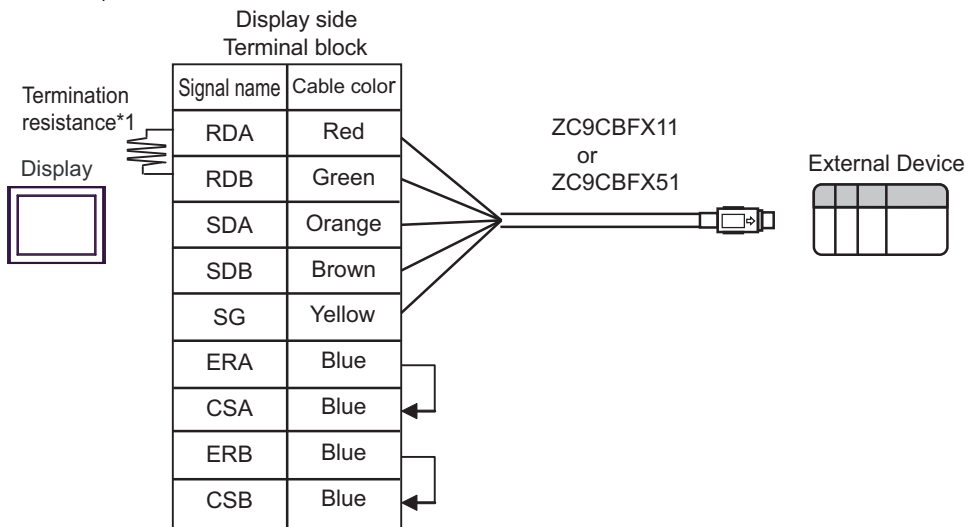 Display side
Terminal block
Signal name Cable color
Termination
resistance*1
RDA Red
ZC9CBFX11
or
ZC9CBFX51
Display
External Device
RDB Green
SDA Orange
SDB Brown
SG Yellow
ERA Blue
CSA Blue
ERB Blue
CSB Blue